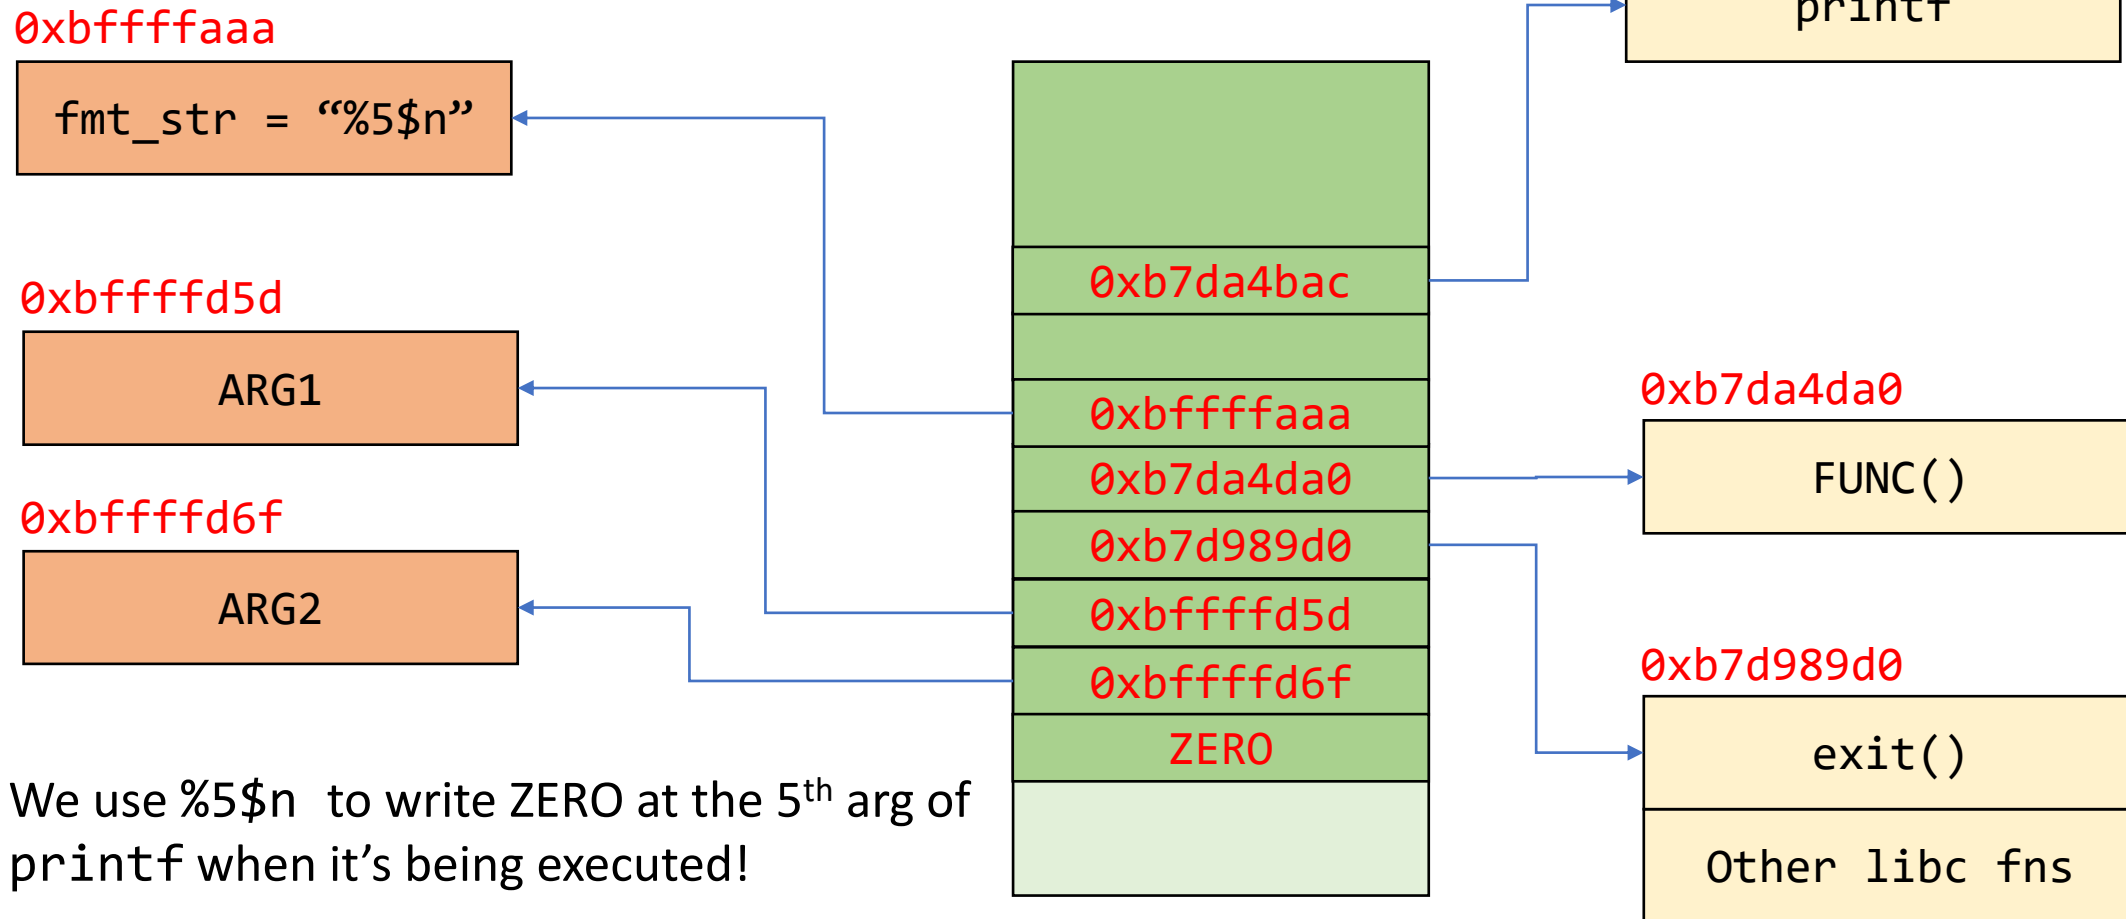 0xbffffaaa
fmt_str = “%5$n”
0xbffffd5d
ARG1
0xbffffd6f
ARG2
We use %5$n to write ZERO at the 5th arg of
printf when it’s being executed!
0xb7da4bac
0xbffffaaa
0xb7da4da0
0xb7d989d0
0xbffffd5d
0xbffffd6f
ZERO
printf
0xb7da4da0
FUNC()
0xb7d989d0
exit()
Other libc fns